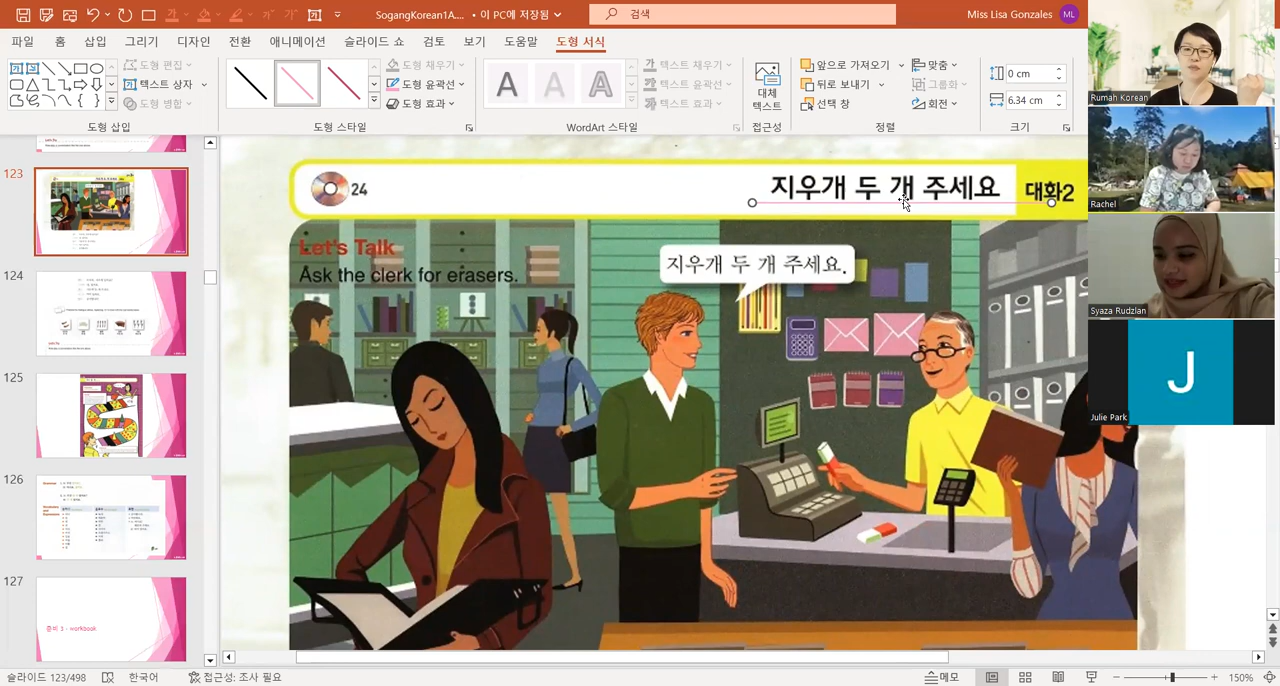 SogangKorean1A.... • 이 PC에 저장됨
검색
Miss Lisa Gonzales
ML
파일 홈 삽입 그리기 디자인 전환 애니메이션 슬라이드 쇼 검토 보기 도움말 도형 서식
도형 편집
텍스트 상자
도형 병합
도형 삽입
도형 채우기
도형 윤곽선
도형 효과
도형 스타일
A A A
텍스트 채우기
텍스트 윤곽선
텍스트 효과
WordArt 스타일
대체
텍스트
접근성
앞으로 가져오기
뒤로 보내기
선택 창
맞춤
그룹화
회전
정렬
0 cm
6.34 cm
크기
123
124
125
126
127
준비 3 - workbook
24
지우개 두 개 주세요
대화2
Let's Talk
Ask the clerk for erasers.
지우개 두 개 주세요.
Rumah Korean
Rachel
Syaza Rudzlan
J
Julie Park
슬라이드 123/498
한국어
접근성: 조사 필요
메모
150%